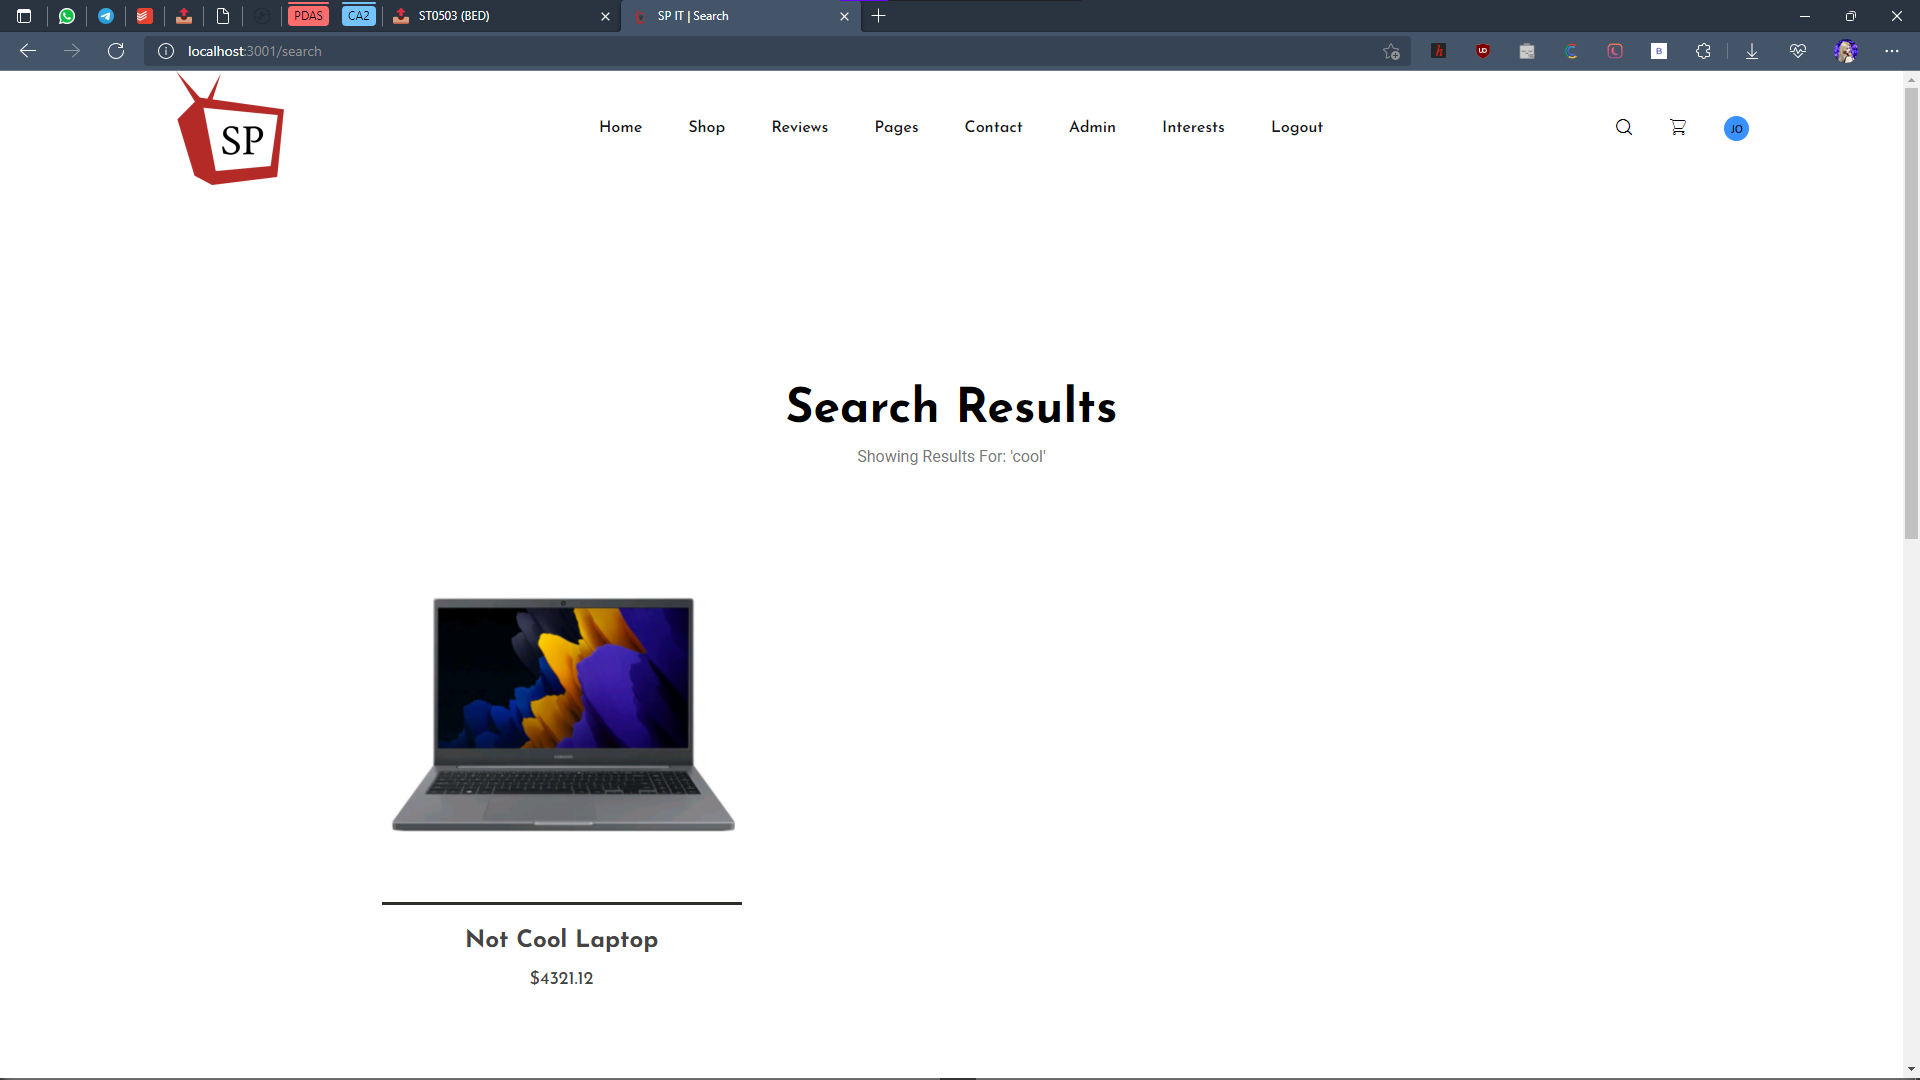 PDAS
CA2
ST0503 (BED)
SP IT | Search
localhost:3001/search
SP
Home
Shop
Reviews
Pages
Contact
Admin
Interests
Logout
JO
Search Results
Showing Results For: 'cool'
Not Cool Laptop
$4321.12